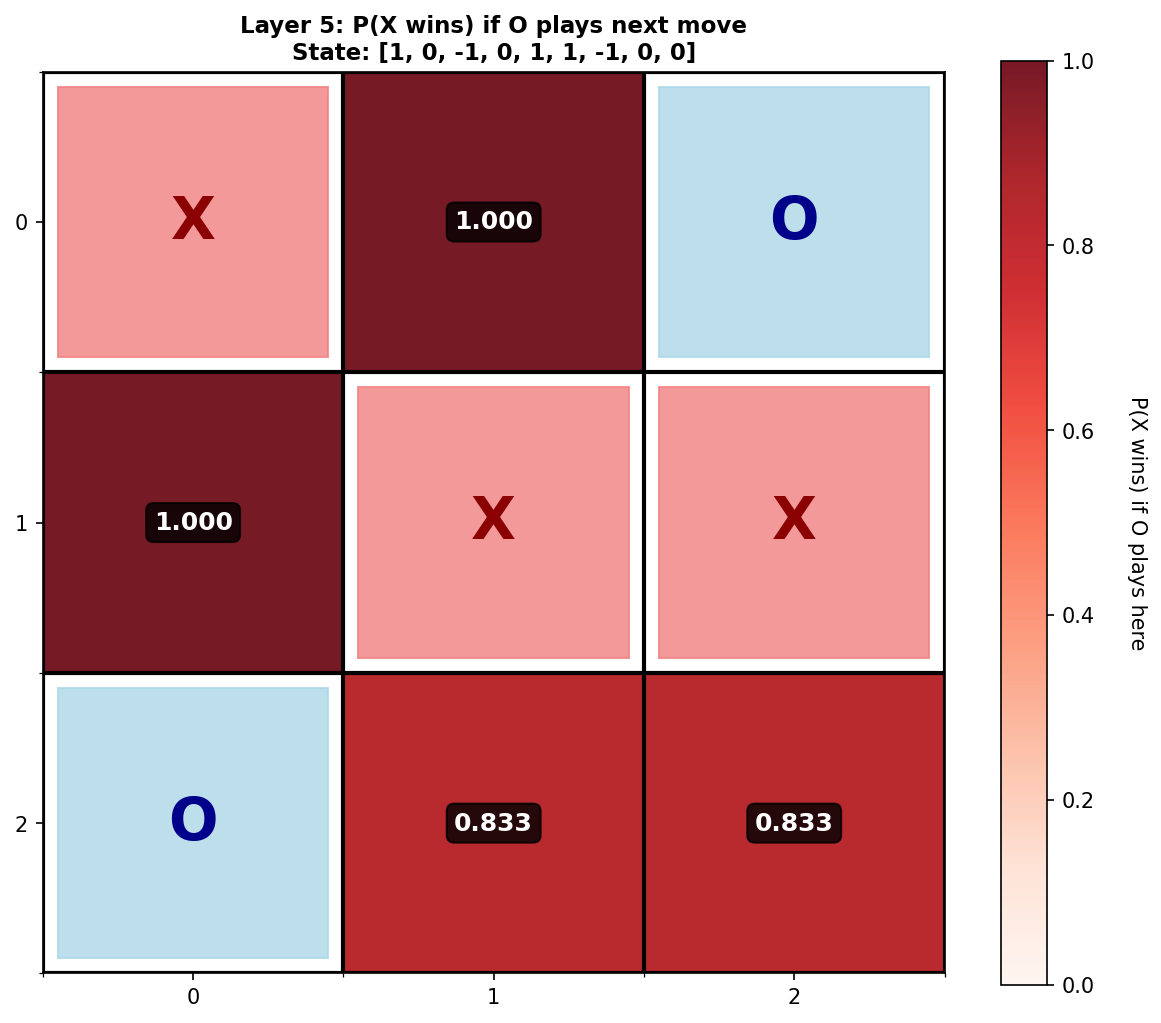 Layer 5: P(X wins) if O plays next move
State: [1, 0, -1, 0, 1, 1, -1, 0, 0]
0
X
1.000
O
1
1.000
X
X
2
O
0.833
0.833
0
1
2
1.0
0.8
0.6
0.4
0.2
0.0
P(X wins) if O plays here